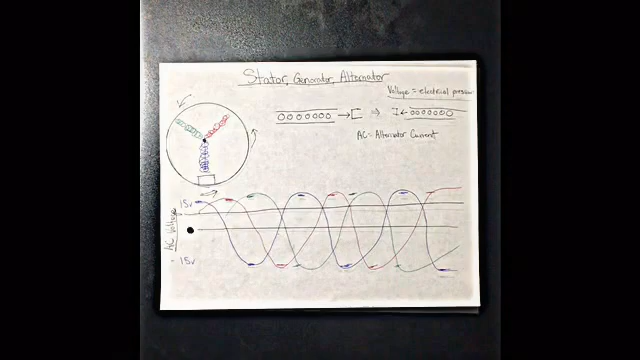 Stator, Generator, Alternator
Voltage = electrical pressure
AC = Alternator Current
15v
AC Voltage
- 15v